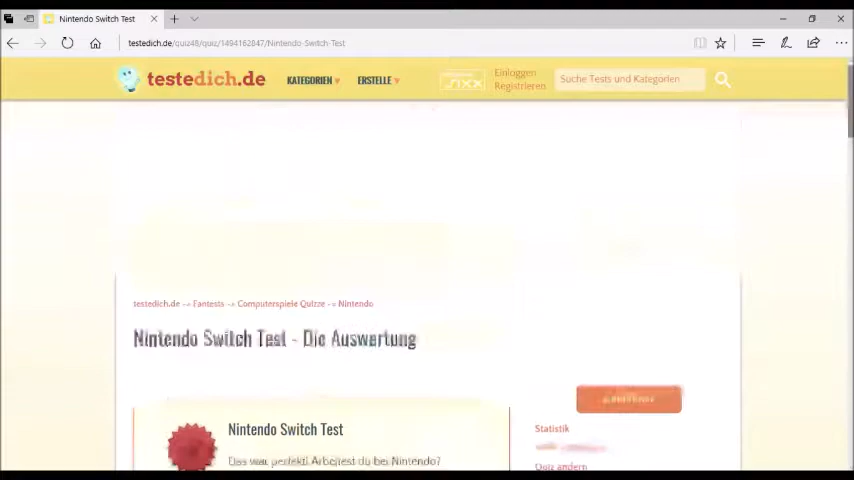 Nintendo Switch Test
testedich.de/quiz48/quiz/1494162847/Nintendo-Switch-Test
testedich.de KATEGORIEN ERSTELLE SIXX Einloggen Registrieren Suche Tests und Kategorien
testedich.de -» Fantests -» Computerspiele Quizze -» Nintendo
Nintendo Switch Test - Die Auswertung
Nintendo Switch Test
Das war perfekt! Arbeitest du bei Nintendo?
Statistik
Quiz ändern